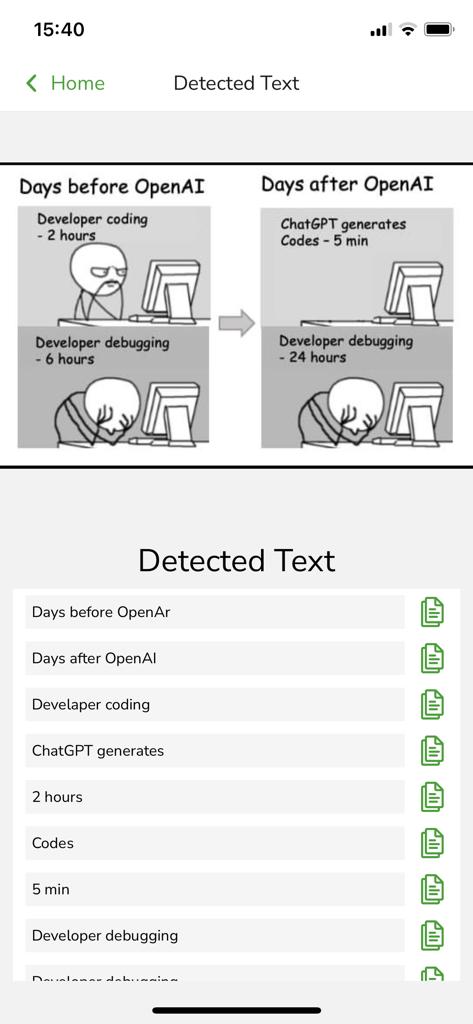 15:40
Home
Detected Text
Days before OpenAI
Days after OpenAI
Developer coding
- 2 hours
ChatGPT generates
Codes - 5 min
Developer debugging
- 6 hours
Developer debugging
- 24 hours
Detected Text
Days before OpenAr
Days after OpenAI
Develaper coding
ChatGPT generates
2 hours
Codes
5 min
Developer debugging
Developer debugging